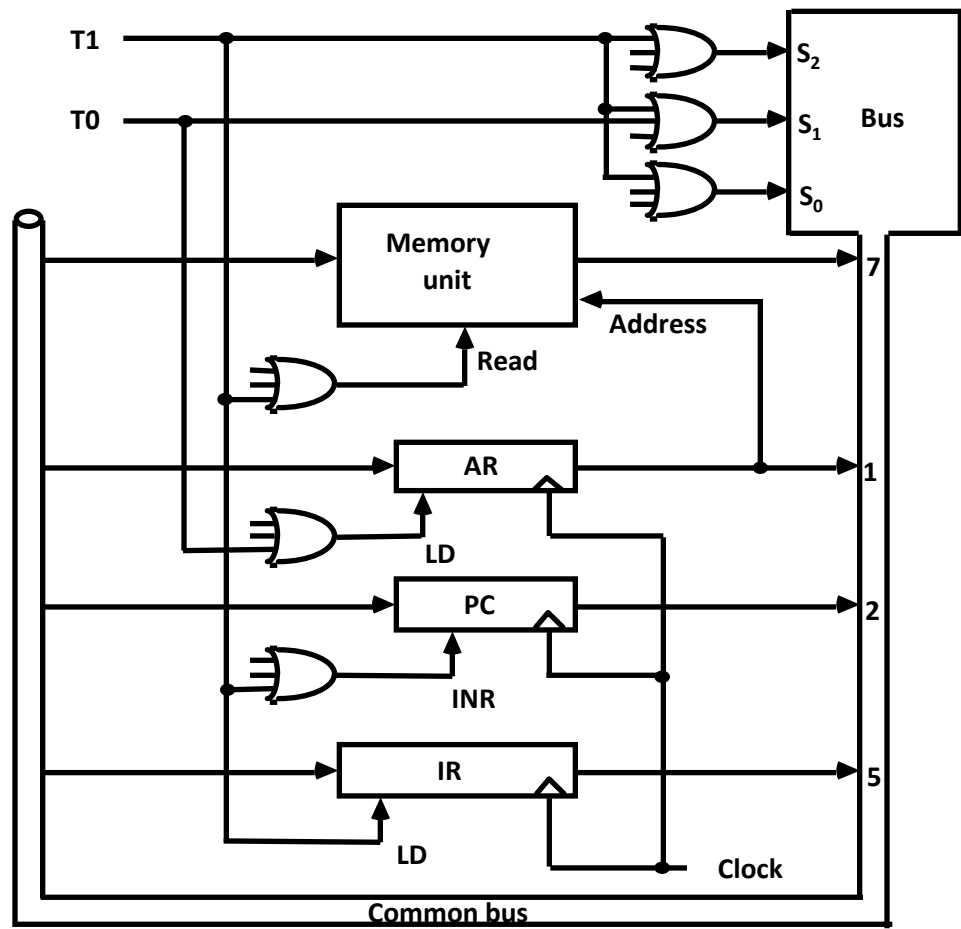 T1
S₂
T0
S₁
Bus
S₀
Memory
unit
7
Address
Read
AR
1
LD
PC
2
INR
IR
5
LD
Clock
Common bus